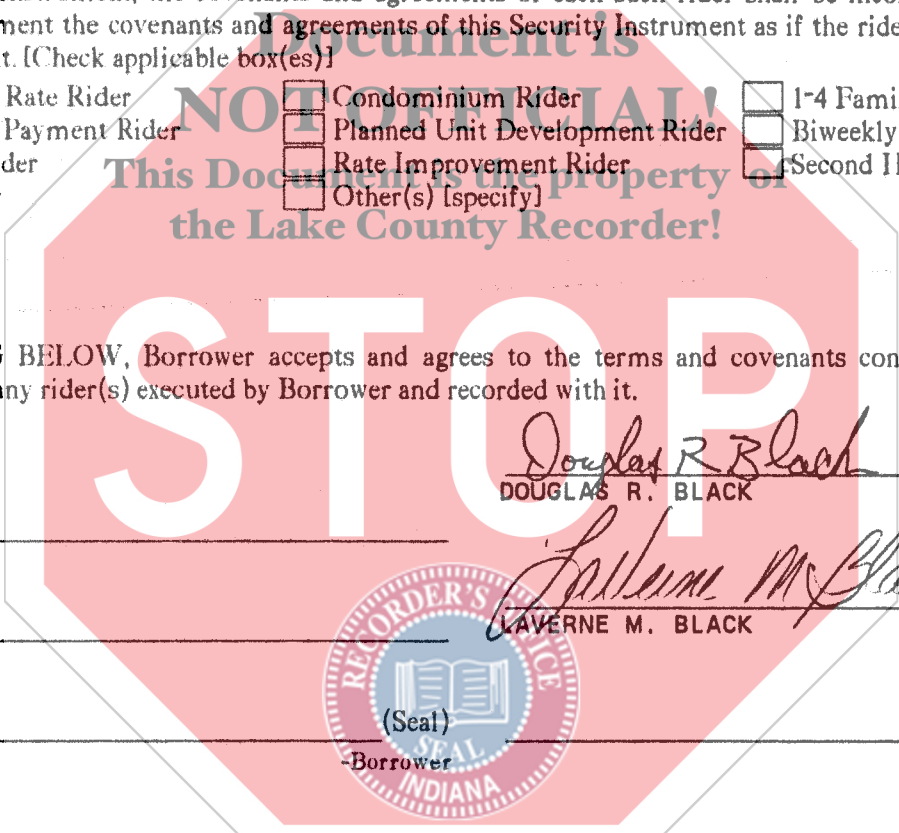 ment the covenants and agreements of this Security Instrument as if the ride
Document is
t. [Check applicable box(es)]
Rate Rider Condominium Rider 1-4 Fami
NOT OFFICIAL!
Payment Rider Planned Unit Development Rider Biweekly
der Rate Improvement Rider Second H
This Document is the property of
Other(s) [specify]
the Lake County Recorder!
STOP
BELOW, Borrower accepts and agrees to the terms and covenants con
any rider(s) executed by Borrower and recorded with it.
Douglas R Black
DOUGLAS R. BLACK
LaVerne M Bla
LAVERNE M. BLACK
RECORDER'S OFFICE
(Seal)
SEAL
-Borrower
INDIANA